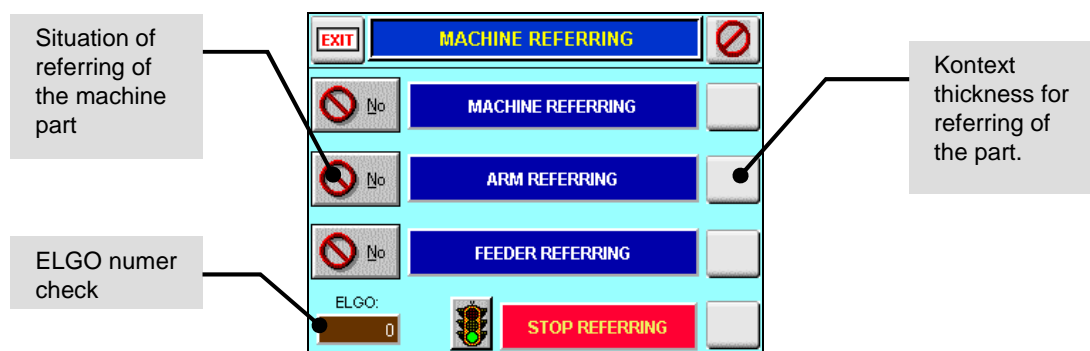 Situation of
referring of
the machine
part
EXIT
MACHINE REFERRING
Kontext
thickness for
referring of
the part.
No
MACHINE REFERRING
No
ARM REFERRING
No
FEEDER REFERRING
ELGO numer
check
ELGO:
0
STOP REFERRING